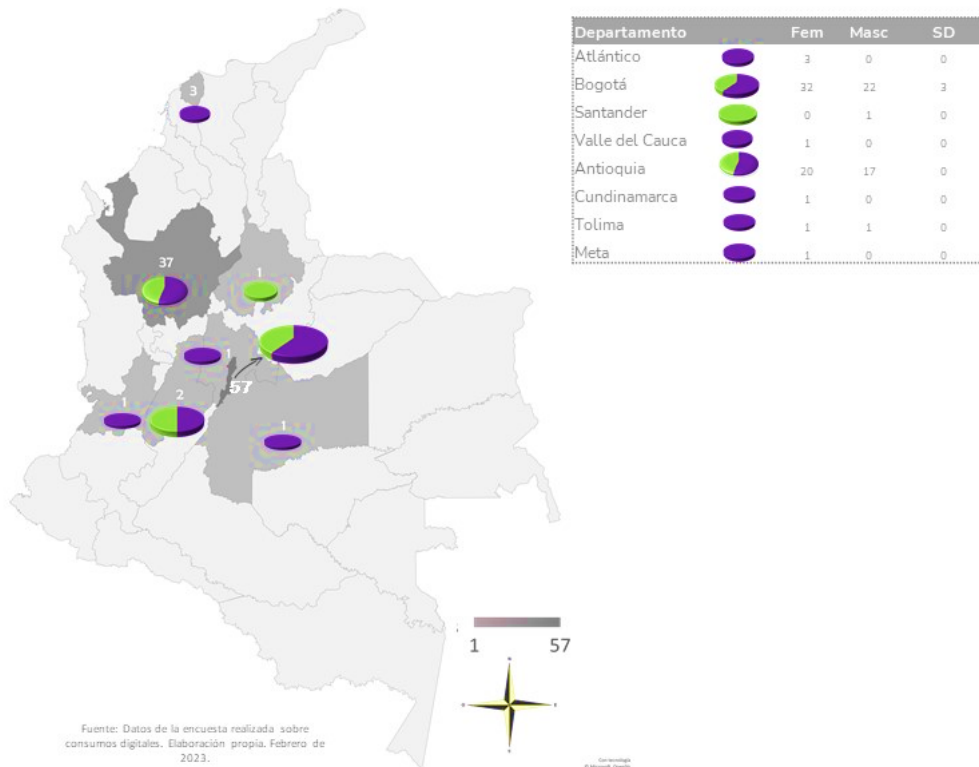 Departamento Fem Masc SD
Atlántico 3 0 0
Bogotá 32 22 3
Santander 0 1 0
Valle del Cauca 1 0 0
Antioquia 20 17 0
Cundinamarca 1 0 0
Tolima 1 1 0
Meta 1 0 0
3
37
1
1
57
1
2
1
1 57
Fuente: Datos de la encuesta realizada sobre
consumos digitales. Elaboración propia. Febrero de
2023.
Con tecnología